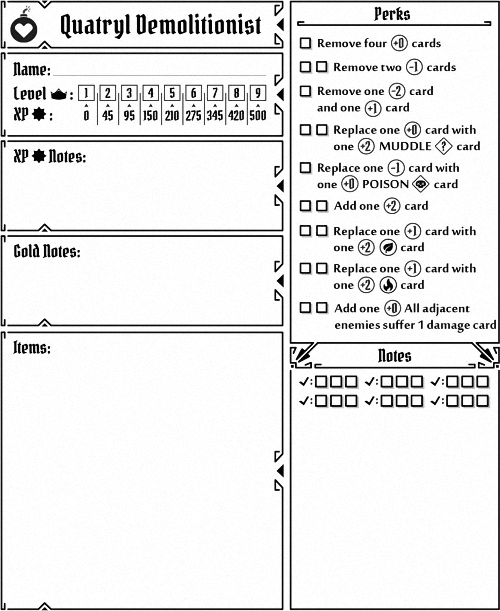 Quatryl Demolitionist
Name:
Level : 1 2 3 4 5 6 7 8 9
XP : 0 45 95 150 210 275 345 420 500
XP Notes:
Gold Notes:
Items:
Perks
Remove four +0 cards
Remove two -1 cards
Remove one -2 card
and one +1 card
Replace one +0 card with
one +2 MUDDLE ? card
Replace one -1 card with
one +0 POISON card
Add one +2 card
Replace one +1 card with
one +2 card
Replace one +1 card with
one +2 card
Add one +0 All adjacent
enemies suffer 1 damage card
Notes
✓: ✓: ✓:
✓: ✓: ✓: